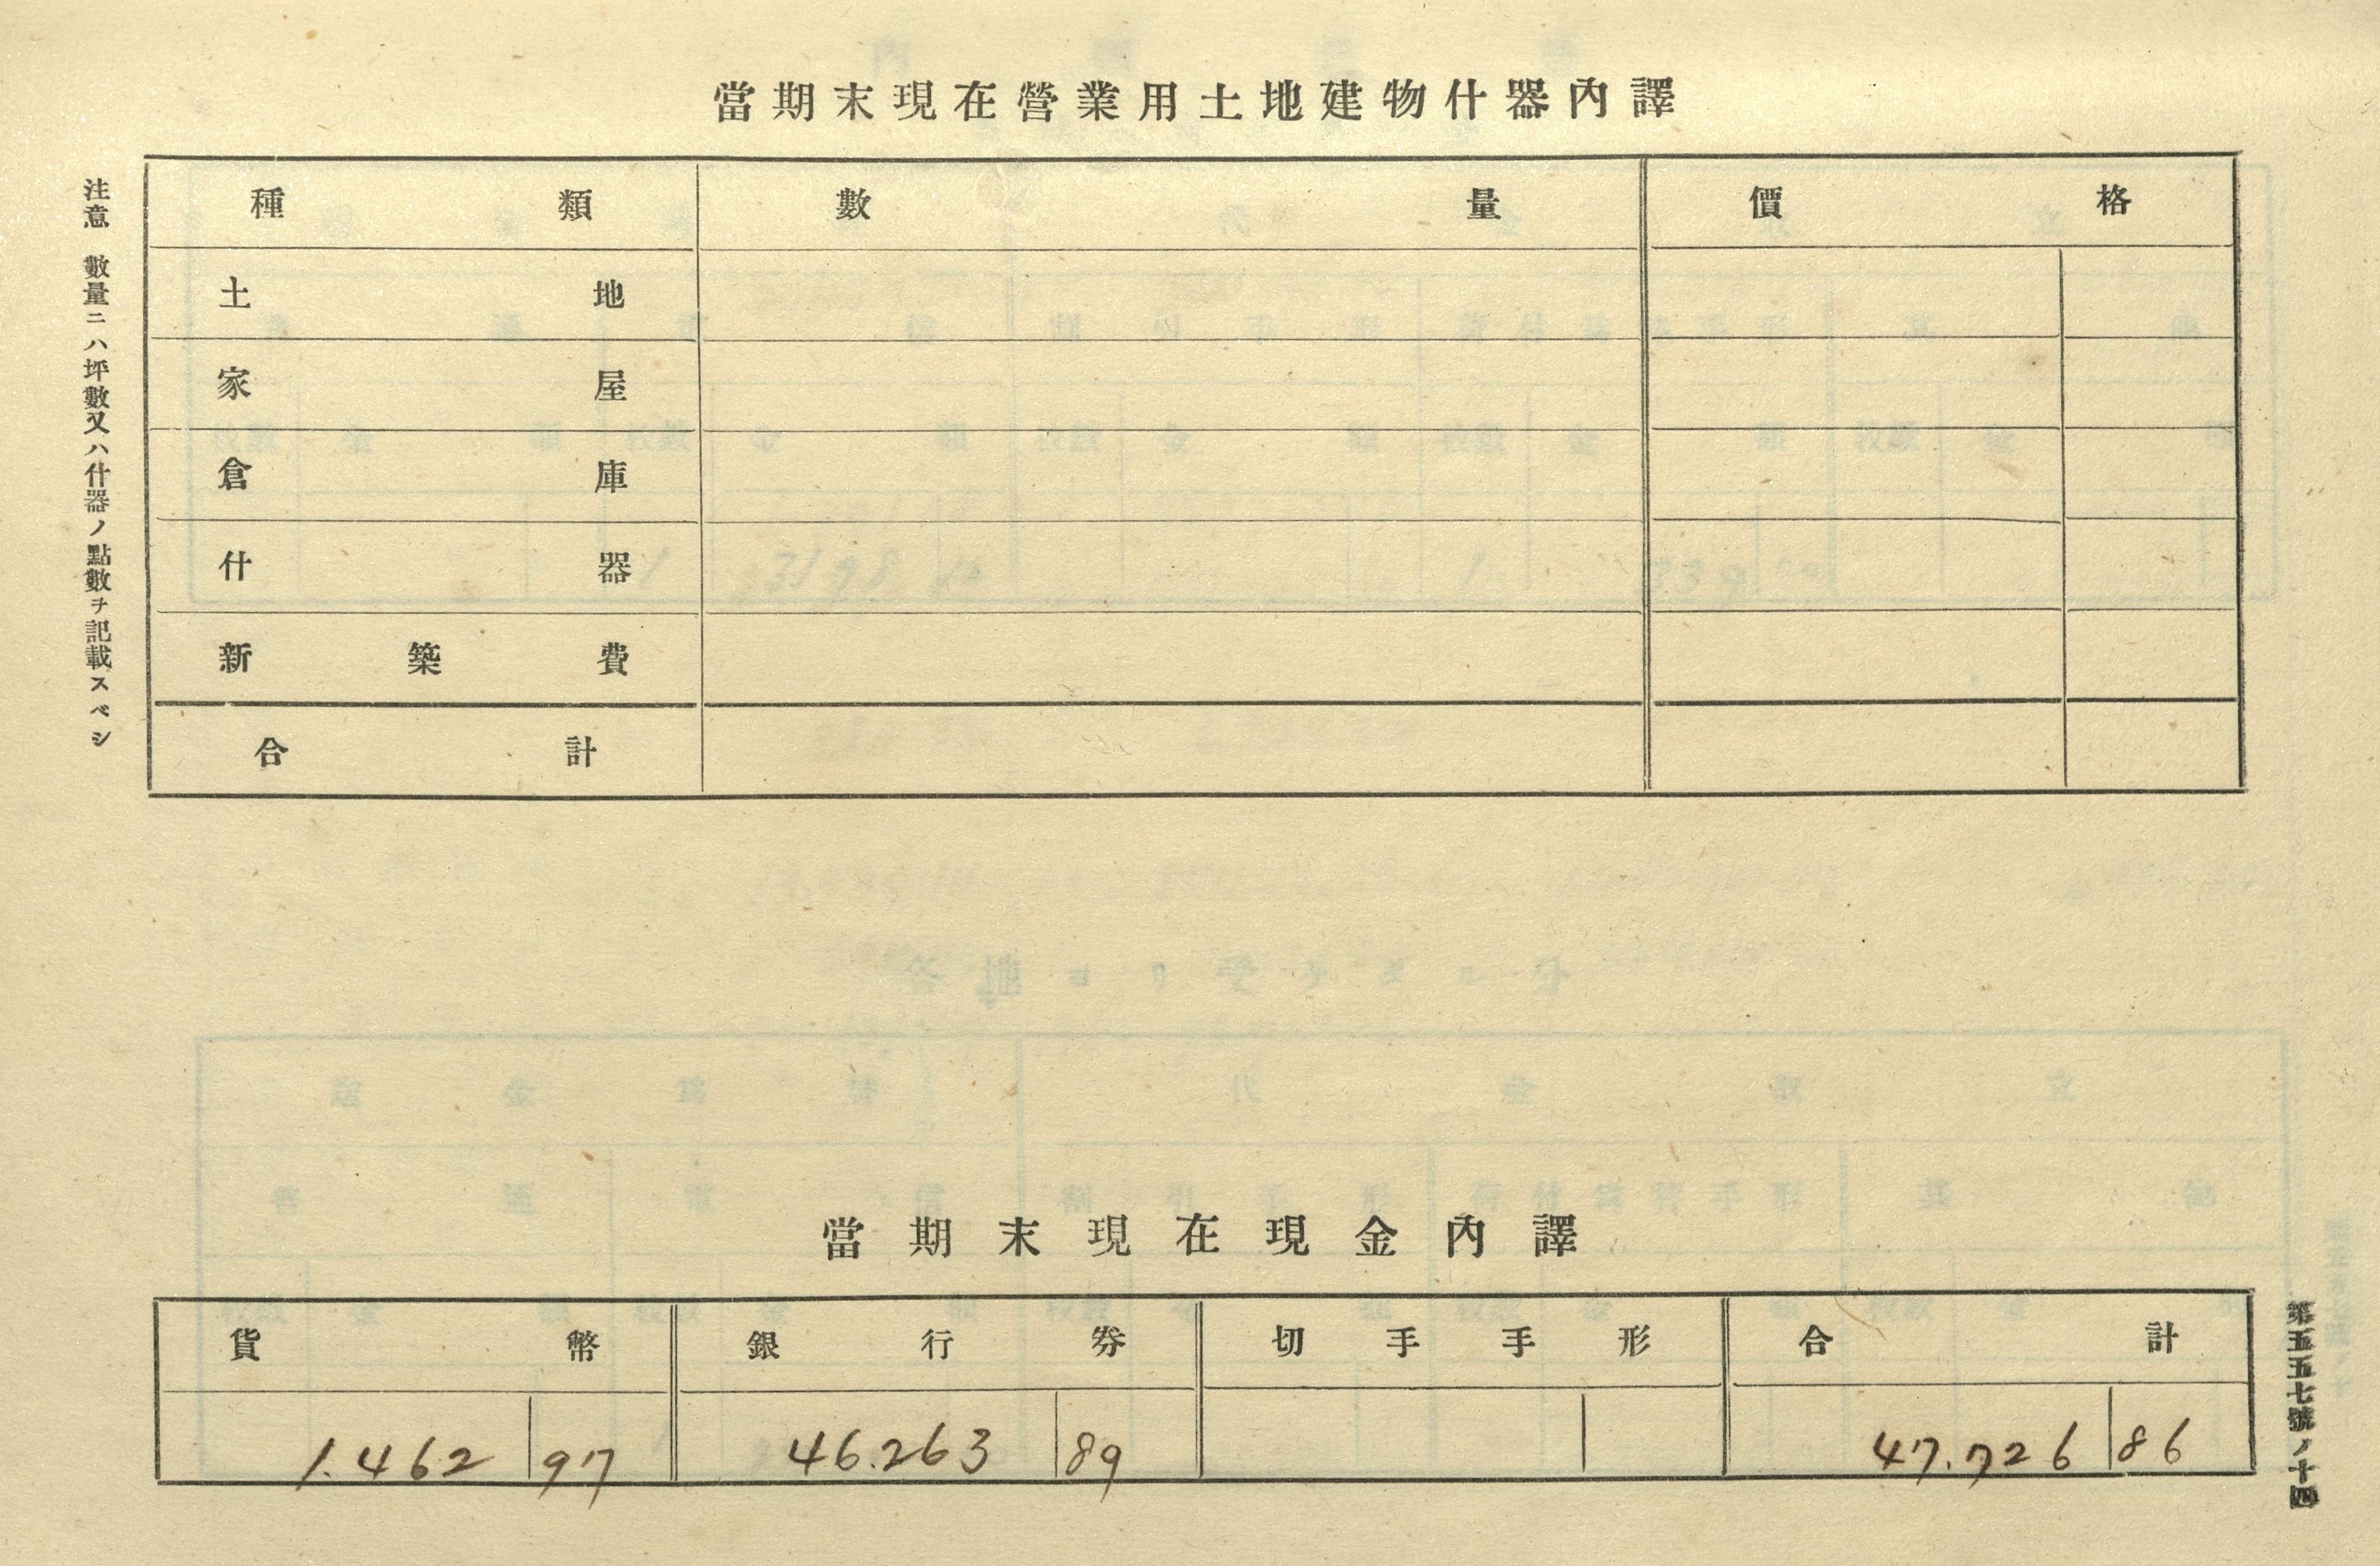 當期末現在營業用土地建物什器內譯
種類 數量 價格
土地
家屋
倉庫
什器
新築費
合計
注意 數量ニハ坪數又ハ什器ノ點數ヲ記載スベシ
當期末現在現金內譯
貨幣 銀行券 切手手形 合計
1.462 97 46.263 89 47.726 86
第五五七號ノ十四